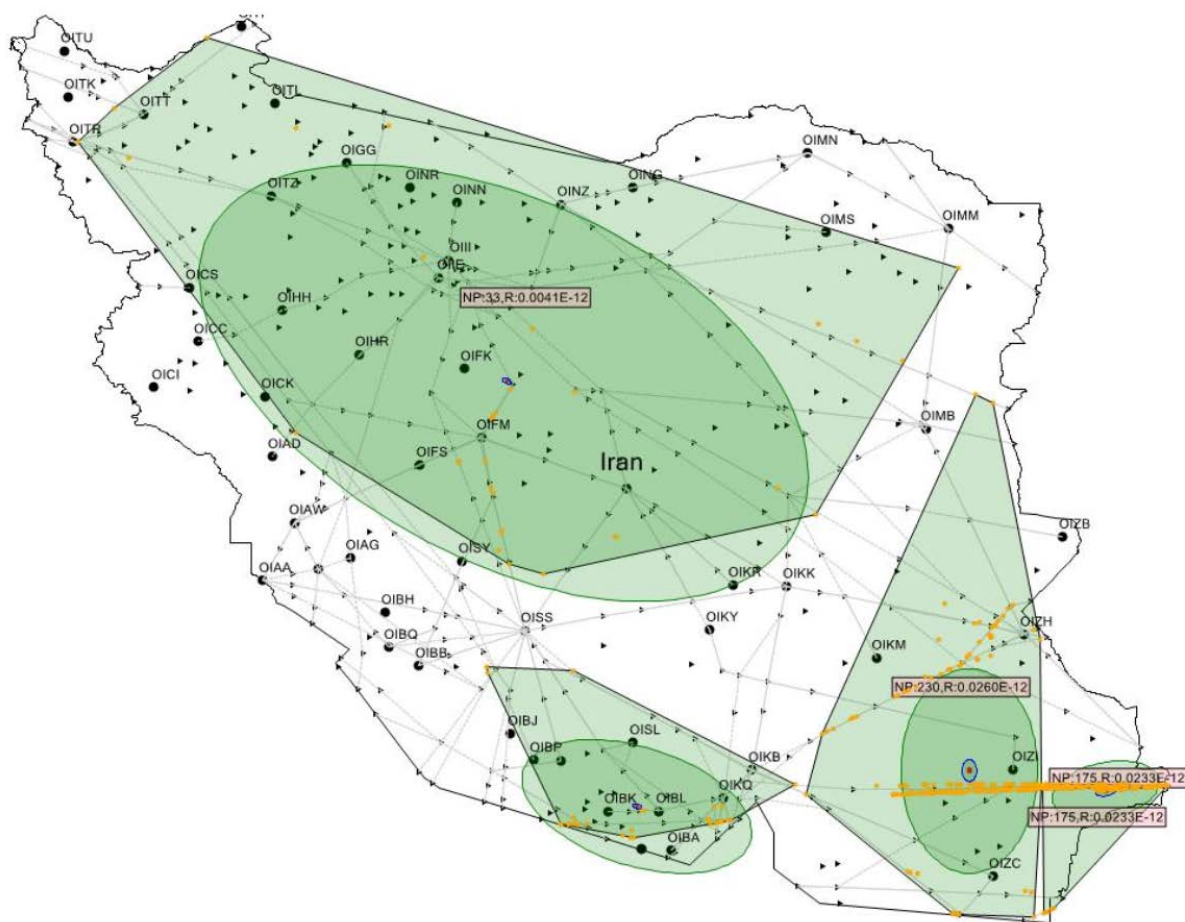 OITU
OITK
OITT
OITL
OITR
OIGG
OIMN
OITZ
OINR
OINN
OINZ
OING
OIMS
OIMM
OIII
OIIE
OICS
OIHH
NP:33,R:0.0041E-12
OICC
OIHR
OIFK
OICI
OICK
OIFM
OIMB
OIAD
OIFS
Iran
OIAW
OIZB
OIAG
OISY
OIAA
OIKR
OIKK
OIBH
OISS
OIKY
OIZH
OIBQ
OIBB
OIKM
NP:230,R:0.0260E-12
OIBJ
OISL
OIBP
OIKB
OIZI
NP:175,R:0.0233E-12
OIBK
OIBL
OIKQ
NP:175,R:0.0233E-12
OIBA
OIZC